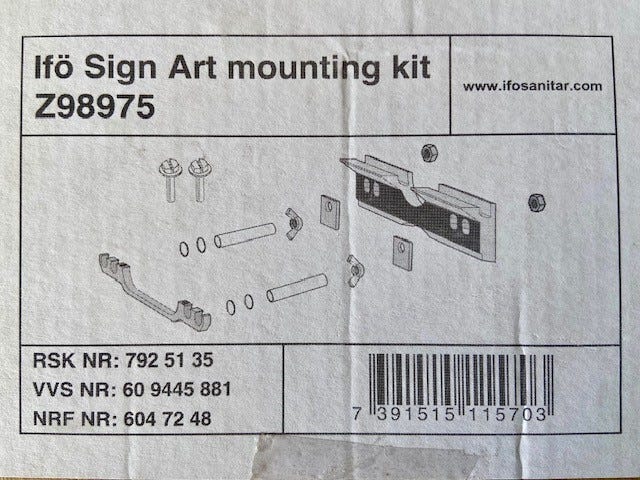 Ifö Sign Art mounting kit
Z98975
www.ifosanitar.com
RSK NR: 792 51 35
VVS NR: 60 9445 881
NRF NR: 604 72 48
7 391515 115703